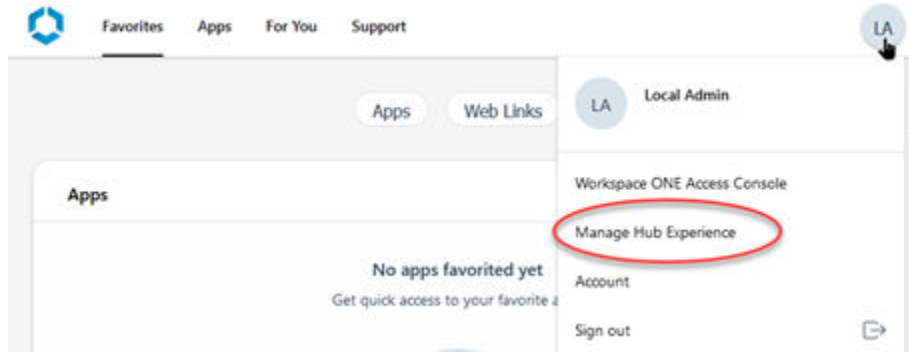 Favorites Apps For You Support LA
Apps Web Links
LA Local Admin
Workspace ONE Access Console
Apps
Manage Hub Experience
No apps favorited yet
Get quick access to your favorite
Account
Sign out